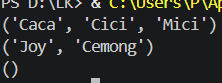 PS D:\Lk> & C:\Users\P\Ap
('Caca', 'Cici', 'Mici')
('Joy', 'Cemong')
()